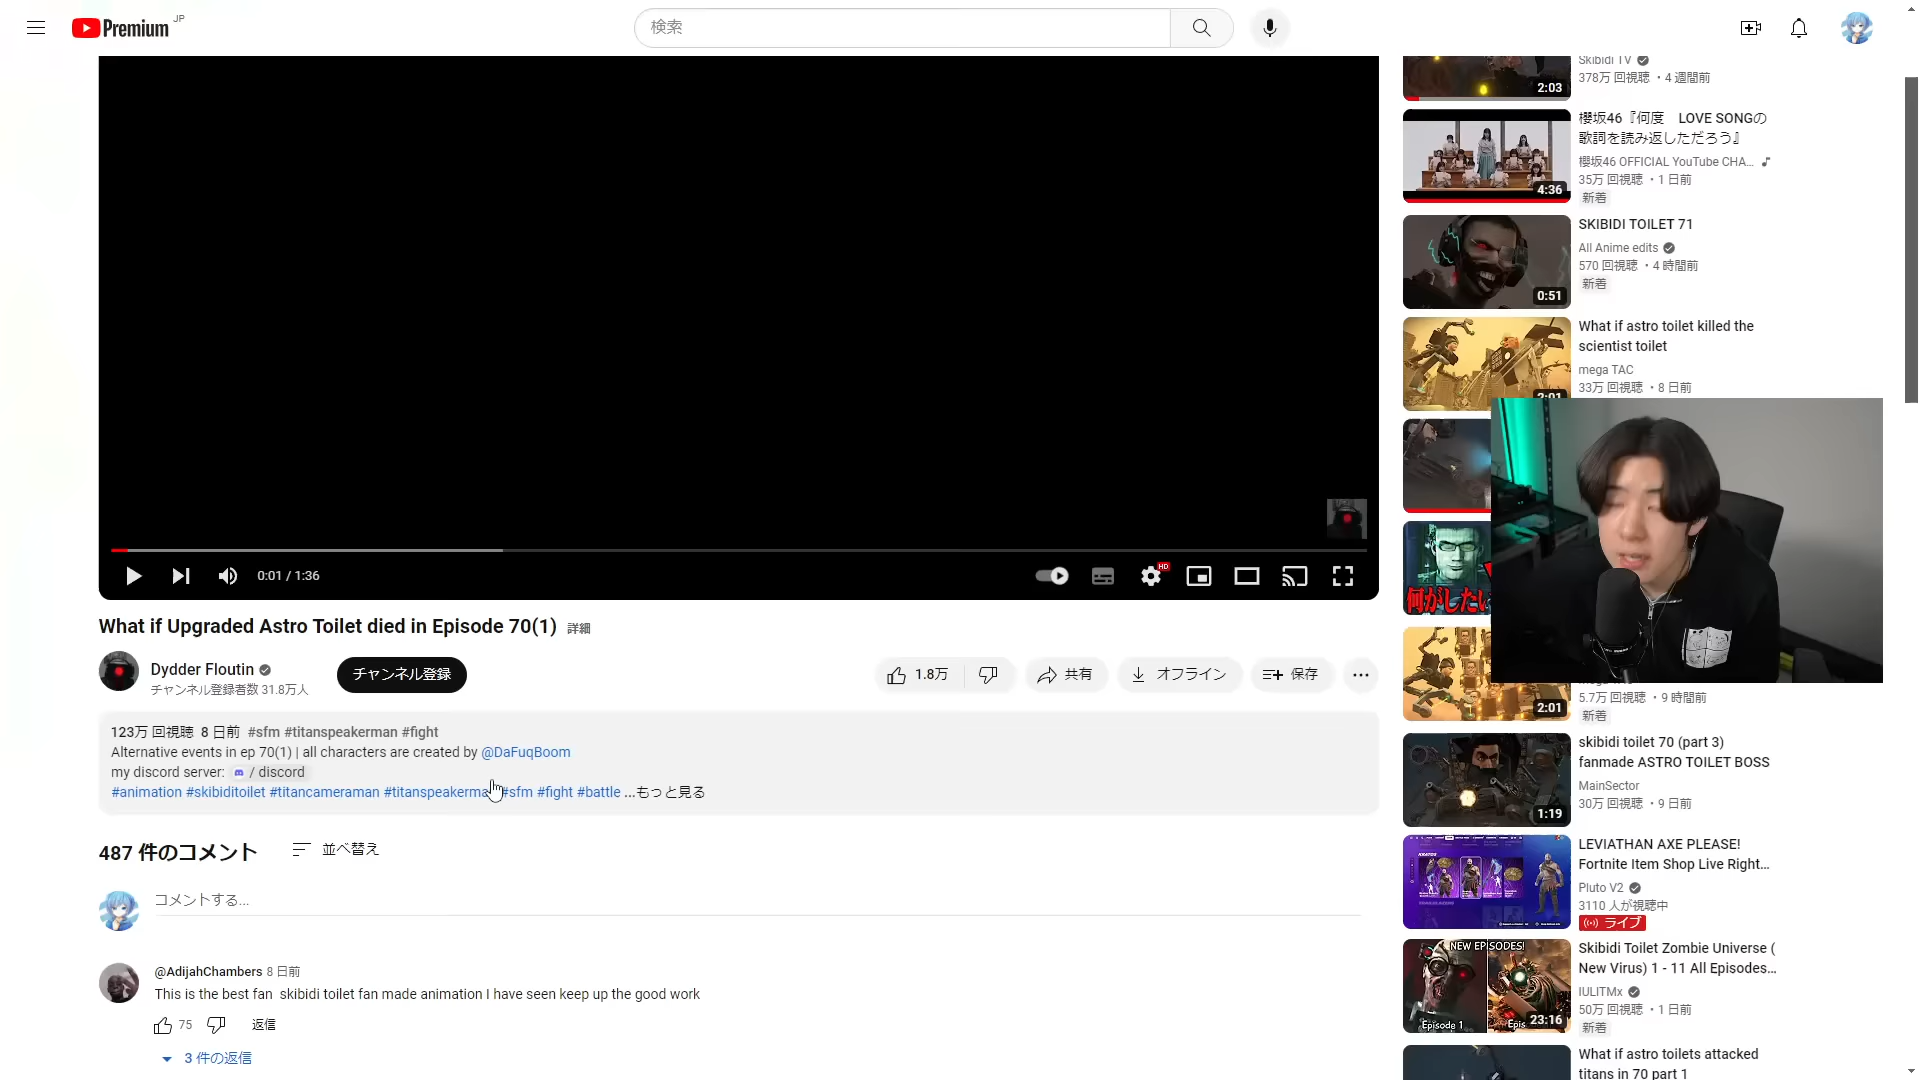 Premium JP
検索
0:01 / 1:36
HD
What if Upgraded Astro Toilet died in Episode 70(1) 詳細
Dydder Floutin
チャンネル登録者数 31.8万人
チャンネル登録
1.8万
共有
オフライン
保存
123万 回視聴 8 日前 #sfm #titanspeakerman #fight
Alternative events in ep 70(1) | all characters are created by @DaFuqBoom
my discord server: / discord
#animation #skibiditoilet #titancameraman #sfm #fight #battle ...もっと見る
487 件のコメント
並べ替え
コメントする...
@AdijahChambers 8 日前
This is the best fan skibidi toilet fan made animation I have seen keep up the good work
75
返信
3 件の返信
2:03
Skibidi TV
378万 回視聴 ・4 週間前
4:36
櫻坂46『何度 LOVE SONGの
歌詞を読み返しただろう』
櫻坂46 OFFICIAL YouTube CHA...
35万 回視聴 ・1 日前
新着
0:51
SKIBIDI TOILET 71
All Anime edits
570 回視聴 ・4 時間前
新着
2:01
What if astro toilet killed the
scientist toilet
mega TAC
33万 回視聴 ・8 日前
何がしたい
2:01
5.7万 回視聴 ・9 時間前
新着
1:19
skibidi toilet 70 (part 3)
fanmade ASTRO TOILET BOSS
MainSector
30万 回視聴 ・9 日前
LEVIATHAN AXE PLEASE!
Fortnite Item Shop Live Right...
Pluto V2
3110 人が視聴中
ライブ
NEW EPISODES!
Episode 1
Epis
23:16
Skibidi Toilet Zombie Universe (
New Virus) 1 - 11 All Episodes...
IULITMx
50万 回視聴 ・1 日前
新着
What if astro toilets attacked
titans in 70 part 1